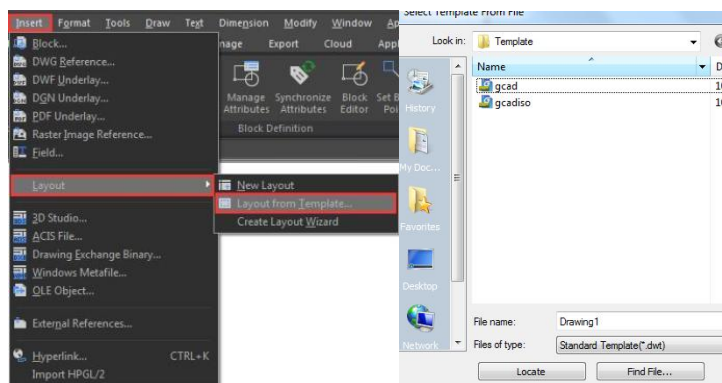 Insert Format Tools Draw Text Dimension Modify Window
Block...
DWG Reference...
DWF Underlay...
DGN Underlay...
PDF Underlay...
Raster Image Reference...
Field...
Layout
3D Studio...
ACIS File...
Drawing Exchange Binary...
Windows Metafile...
OLE Object...
External References...
Hyperlink... CTRL+K
Import HPGL/2
Export Cloud
Manage Attributes
Synchronize Attributes
Block Editor
Block Definition
New Layout
Layout from Template...
Create Layout Wizard
Select Template From File
Look in: Template
Name
gcad
gcadiso
History
My Doc...
Favorites
Desktop
Network
File name: Drawing1
Files of type: Standard Template(*.dwt)
Locate Find File...